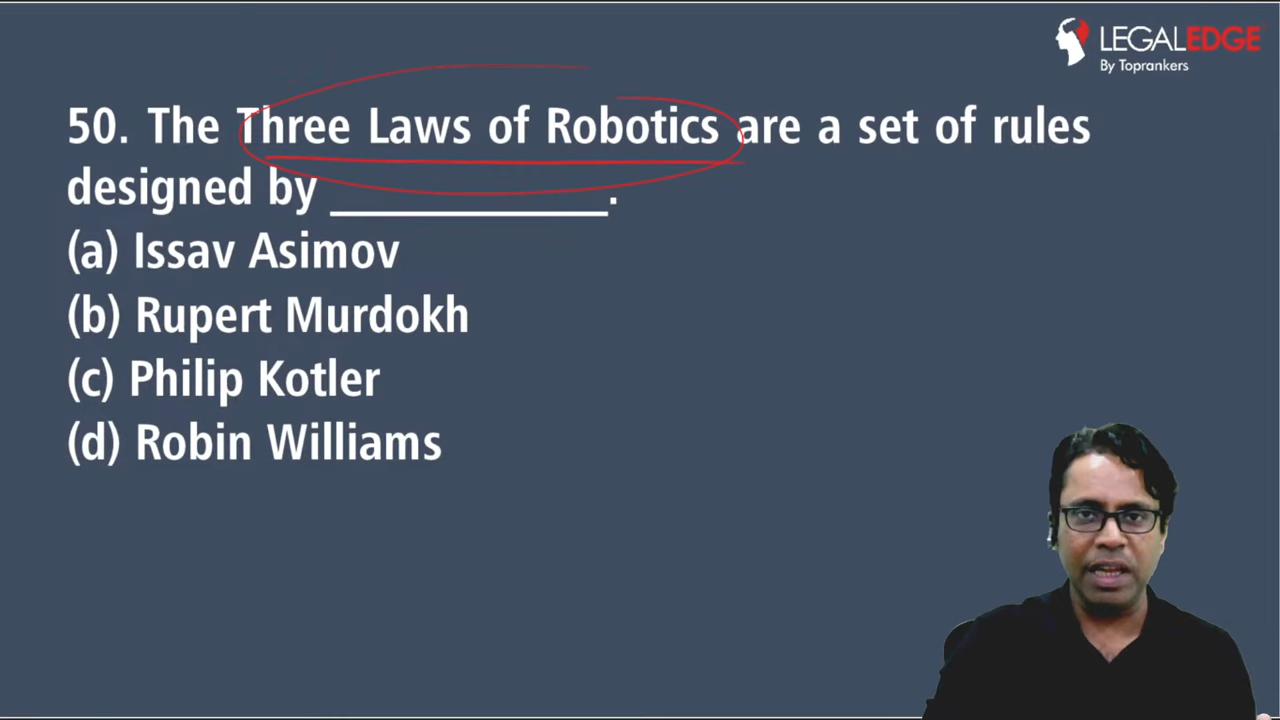 LEGALEDGE
By Toprankers
50. The Three Laws of Robotics are a set of rules
designed by ____________.
(a) Issav Asimov
(b) Rupert Murdokh
(c) Philip Kotler
(d) Robin Williams